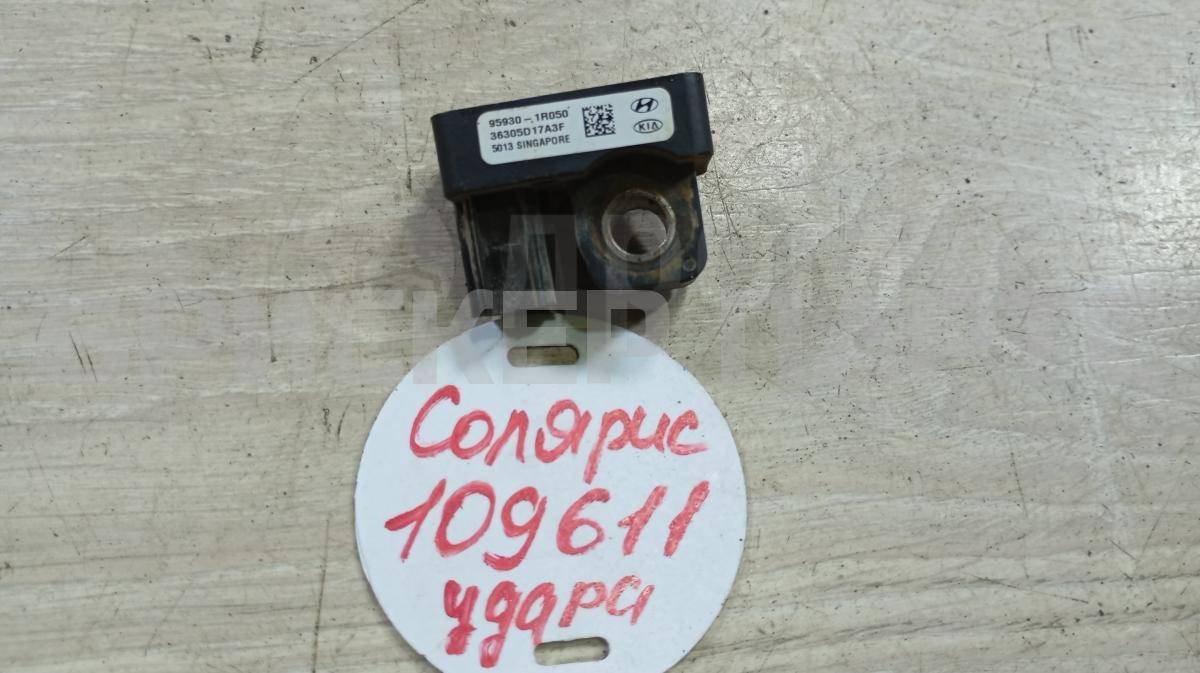 95930-1R050
36305D17A3F
5013 SINGAPORE
KIA
Солярис
109611
удара